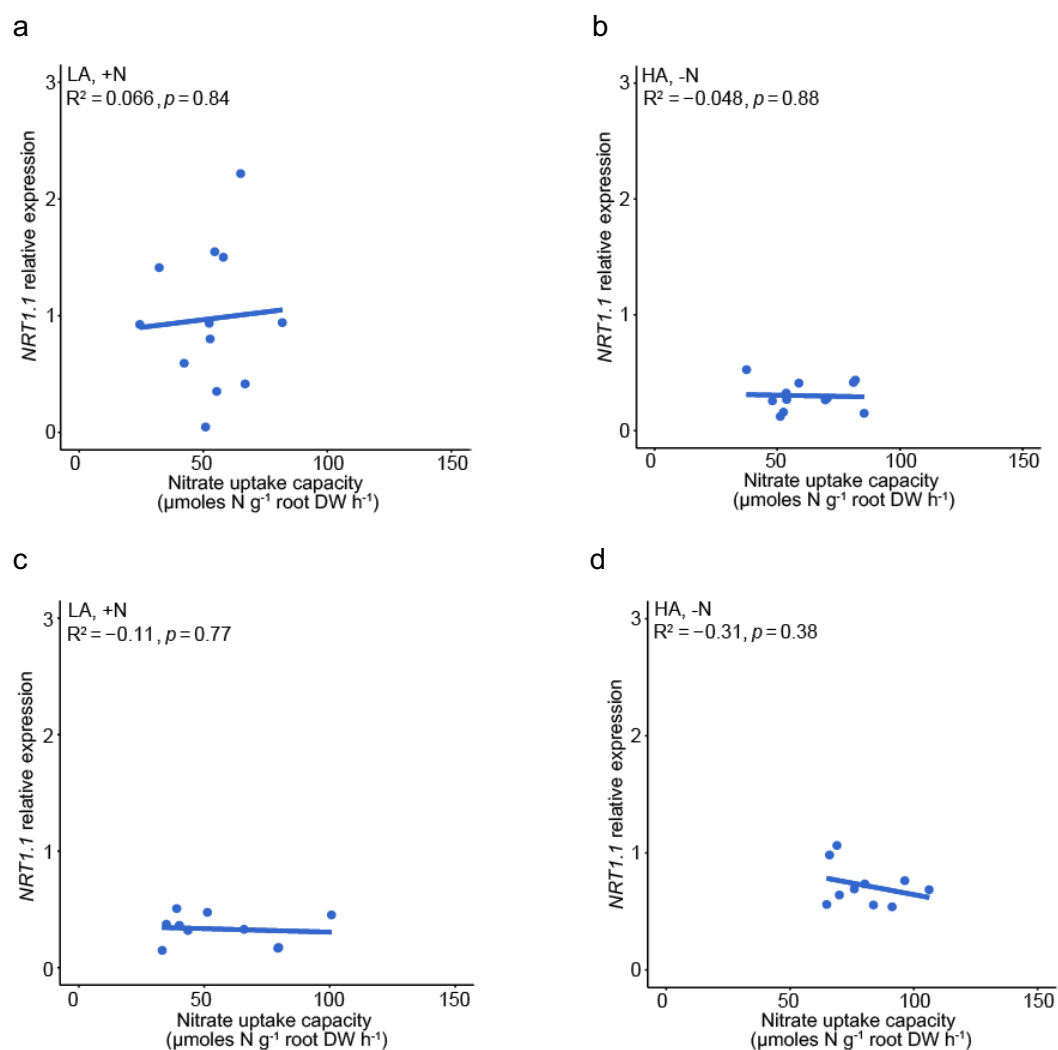 a
LA, +N
R² = 0.066, p = 0.84
3
2
1
0
NRT1.1 relative expression
0 50 100 150
Nitrate uptake capacity
(µmoles N g⁻¹ root DW h⁻¹)
b
HA, -N
R² = −0.048, p = 0.88
3
2
1
0
NRT1.1 relative expression
0 50 100 150
Nitrate uptake capacity
(µmoles N g⁻¹ root DW h⁻¹)
c
LA, +N
R² = −0.11, p = 0.77
3
2
1
0
NRT1.1 relative expression
0 50 100 150
Nitrate uptake capacity
(µmoles N g⁻¹ root DW h⁻¹)
d
HA, -N
R² = −0.31, p = 0.38
3
2
1
0
NRT1.1 relative expression
0 50 100 150
Nitrate uptake capacity
(µmoles N g⁻¹ root DW h⁻¹)